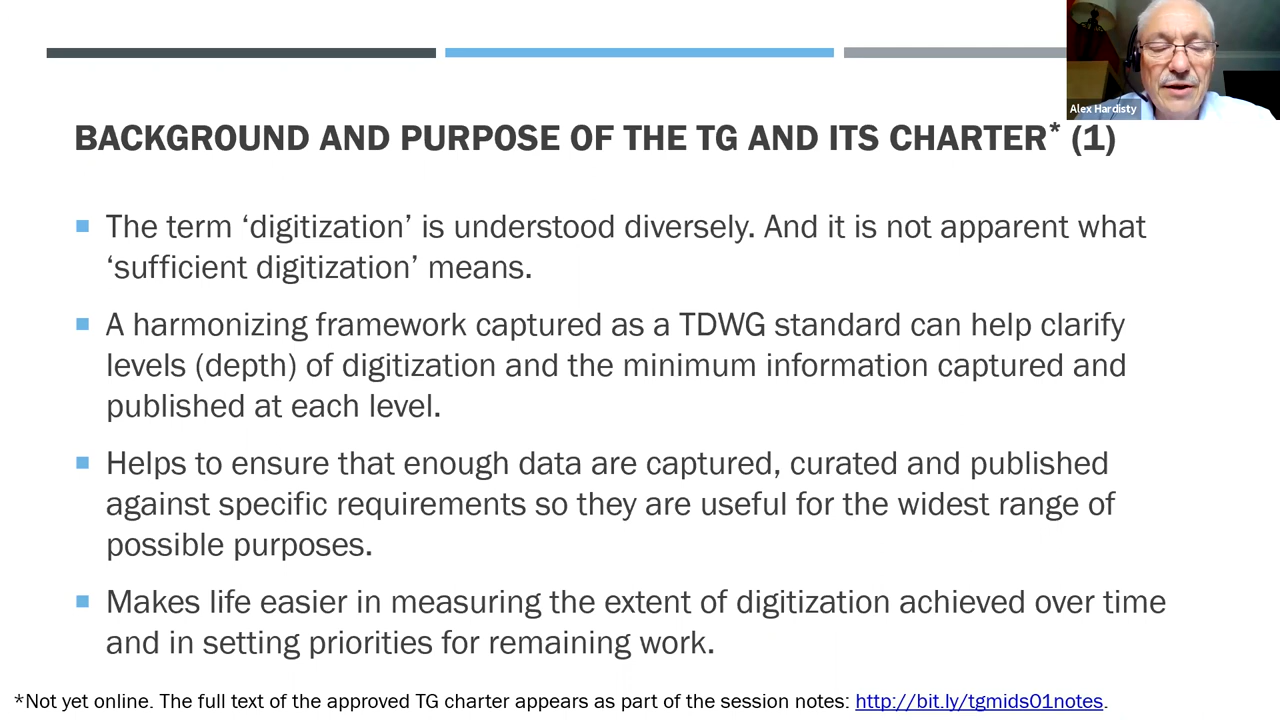 Alex Hardisty
BACKGROUND AND PURPOSE OF THE TG AND ITS CHARTER* (1)
▪ The term ‘digitization’ is understood diversely. And it is not apparent what
‘sufficient digitization’ means.
▪ A harmonizing framework captured as a TDWG standard can help clarify
levels (depth) of digitization and the minimum information captured and
published at each level.
▪ Helps to ensure that enough data are captured, curated and published
against specific requirements so they are useful for the widest range of
possible purposes.
▪ Makes life easier in measuring the extent of digitization achieved over time
and in setting priorities for remaining work.
*Not yet online. The full text of the approved TG charter appears as part of the session notes: http://bit.ly/tgmids01notes.